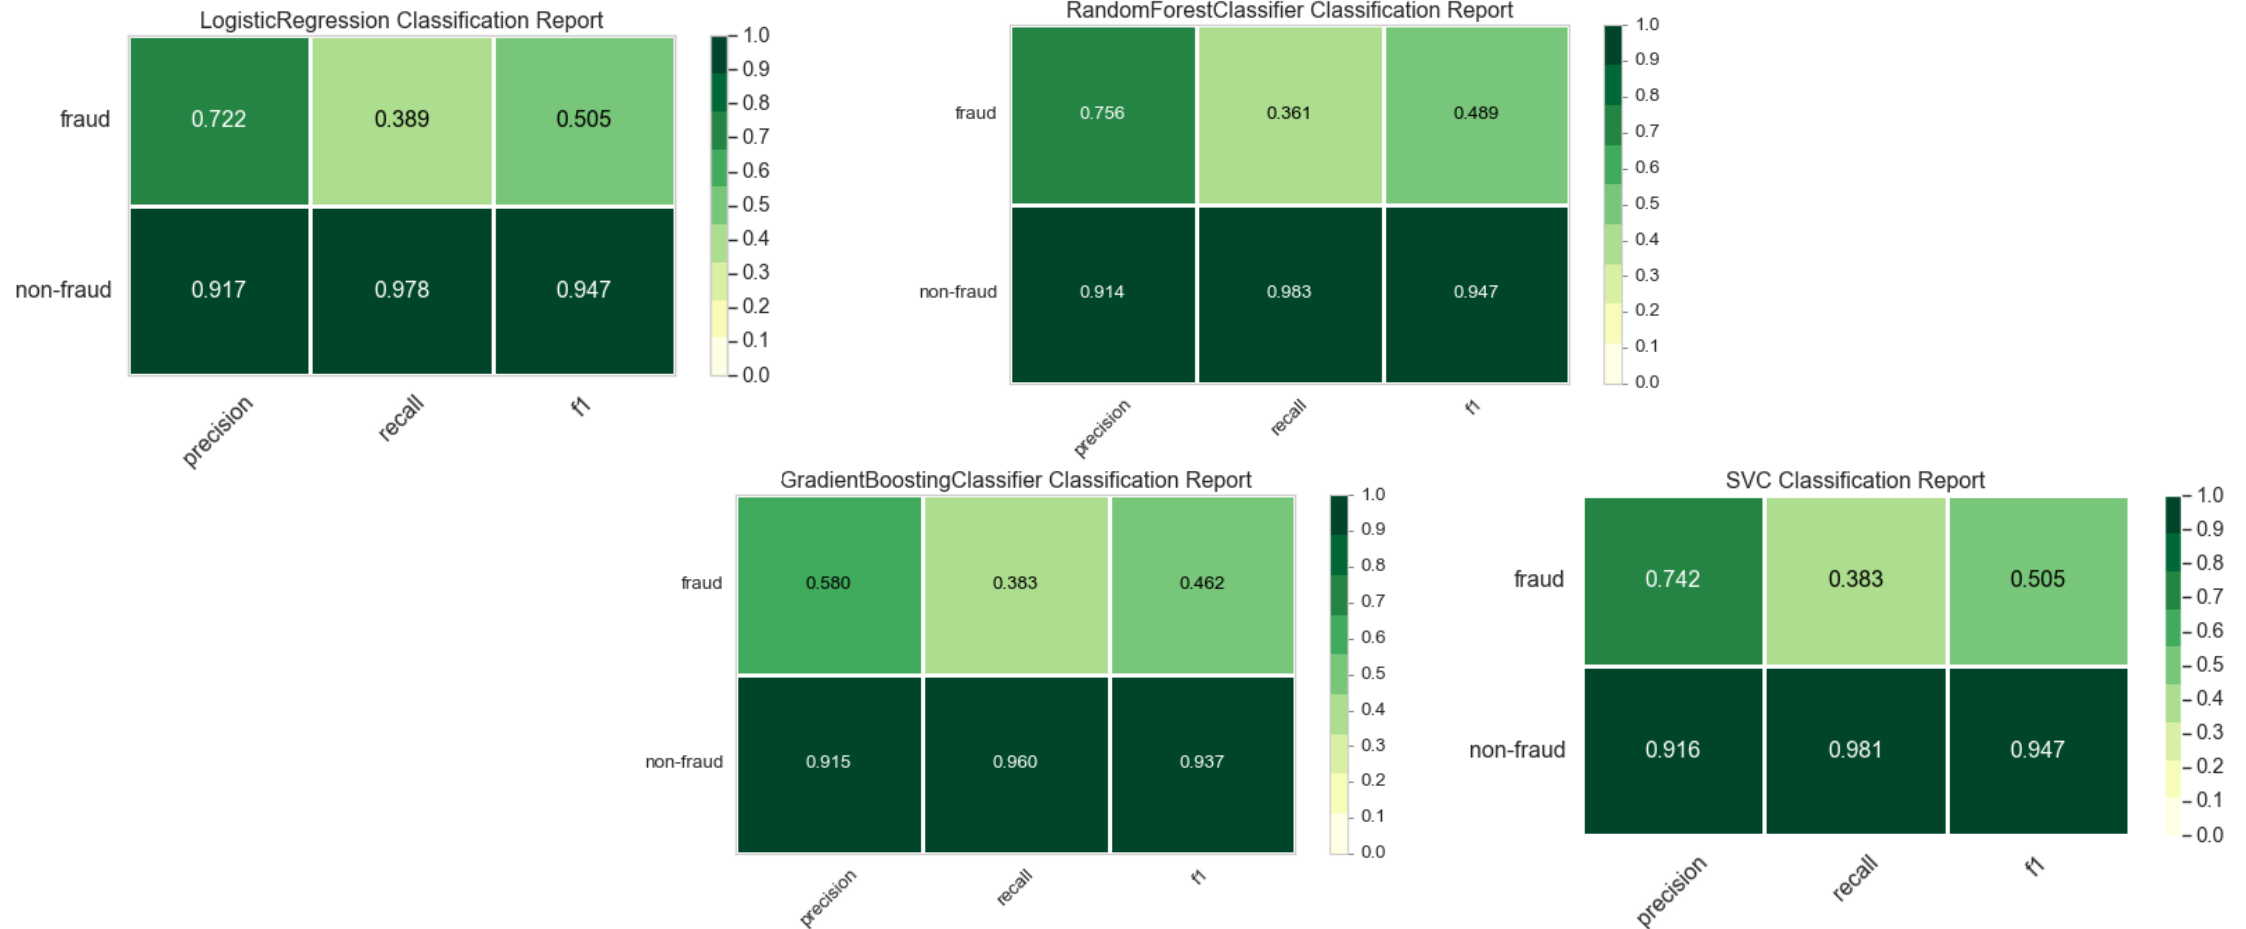 LogisticRegression Classification Report
fraud
0.722 0.389 0.505
non-fraud
0.917 0.978 0.947
precision recall f1
1.0
0.9
0.8
0.7
0.6
0.5
0.4
0.3
0.2
0.1
0.0
RandomForestClassifier Classification Report
fraud
0.756 0.361 0.489
non-fraud
0.914 0.983 0.947
precision recall f1
1.0
0.9
0.8
0.7
0.6
0.5
0.4
0.3
0.2
0.1
0.0
GradientBoostingClassifier Classification Report
fraud
0.580 0.383 0.462
non-fraud
0.915 0.960 0.937
precision recall f1
1.0
0.9
0.8
0.7
0.6
0.5
0.4
0.3
0.2
0.1
0.0
SVC Classification Report
fraud
0.742 0.383 0.505
non-fraud
0.916 0.981 0.947
precision recall f1
1.0
0.9
0.8
0.7
0.6
0.5
0.4
0.3
0.2
0.1
0.0